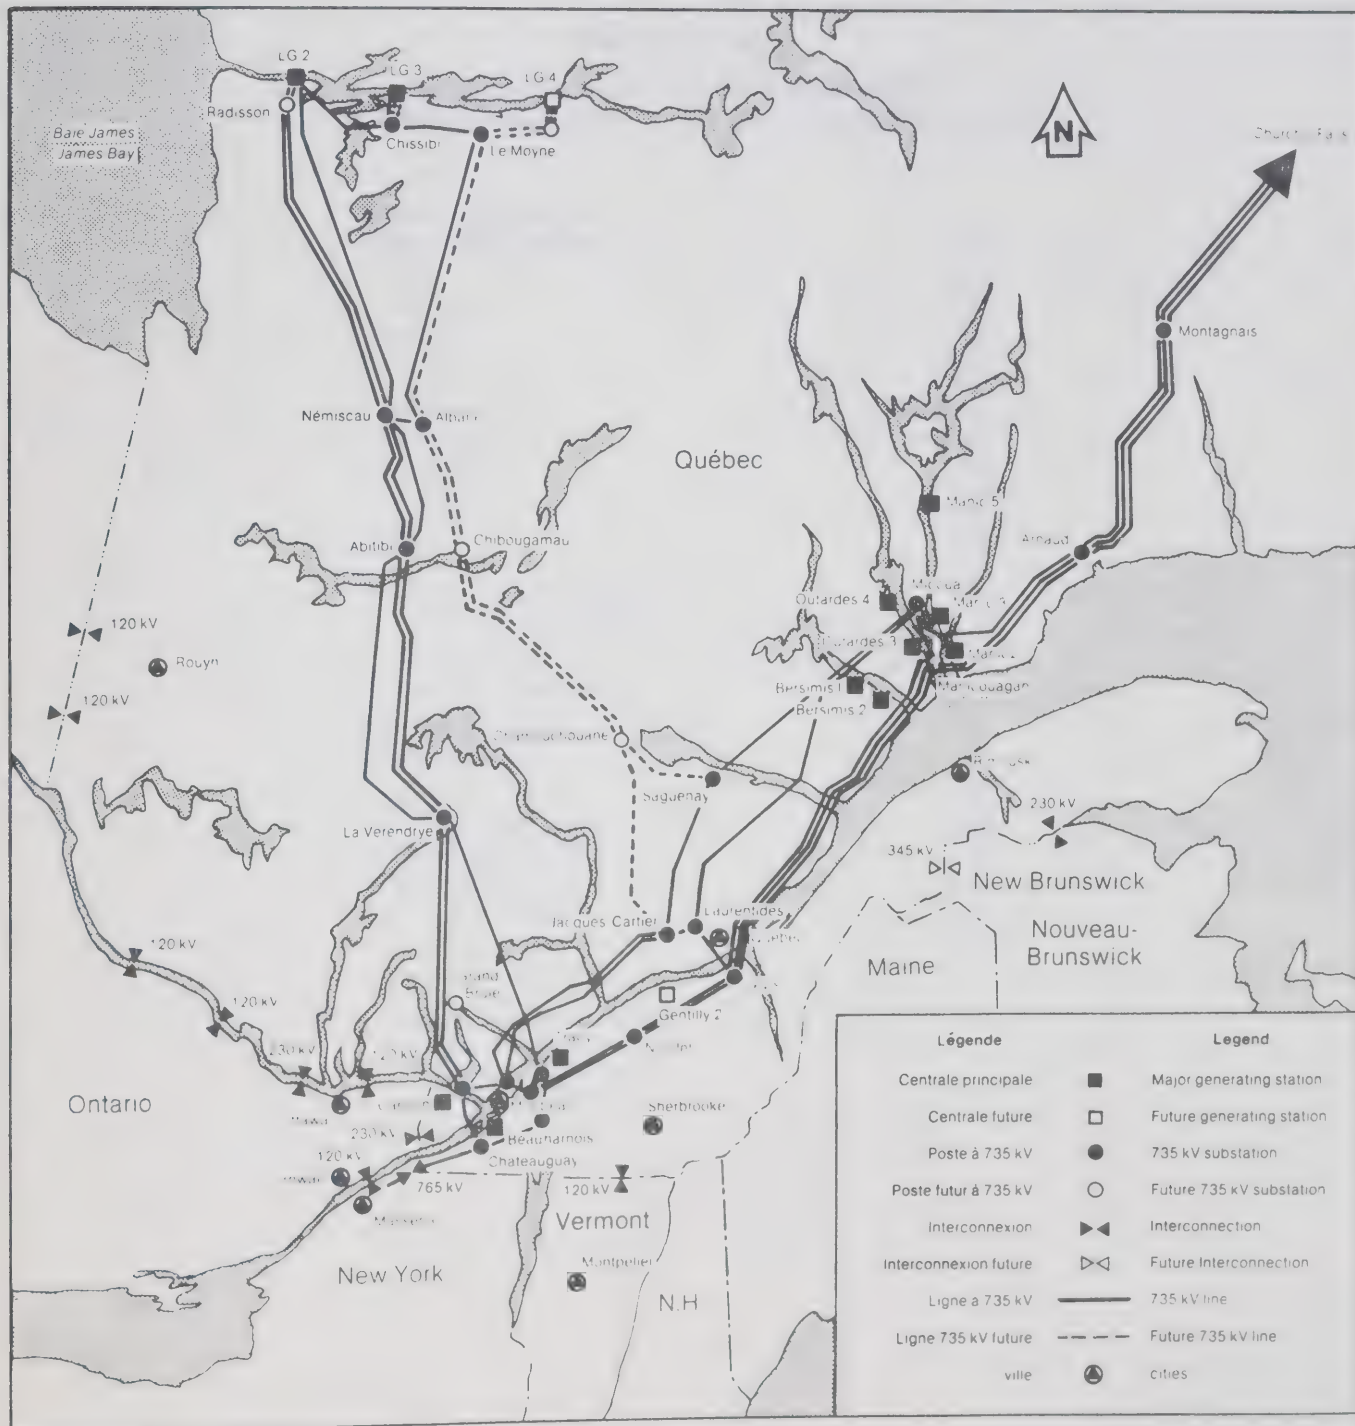 LG 2
LG 3
LG 4
Radisson
Baie James
James Bay
Chissibi
Le Moyne
N
Montagnais
Némiscau
Québec
Manic 5
Abitibi
Chibougamau
Arnaud
Outardes 4
120 kV
Rouyn
120 kV
Bersimis 1
Bersimis 2
Saguenay
230 kV
La Vérendrye
345 kV
New Brunswick
Jacques Cartier
Laurentides
Nouveau-
Brunswick
Maine
120 kV
120 kV
Gentilly 2
230 kV
120 kV
Ontario
Sherbrooke
230 kV
Beauharnois
Chateauguay
120 kV
765 kV
120 kV
Vermont
Massena
New York
Montpelier
N.H
Légende Legend
Centrale principale Major generating station
Centrale future Future generating station
Poste à 735 kV 735 kV substation
Poste futur à 735 kV Future 735 kV substation
Interconnexion Interconnection
Interconnexion future Future Interconnection
Ligne à 735 kV 735 kV line
Ligne 735 kV future Future 735 kV line
ville cities